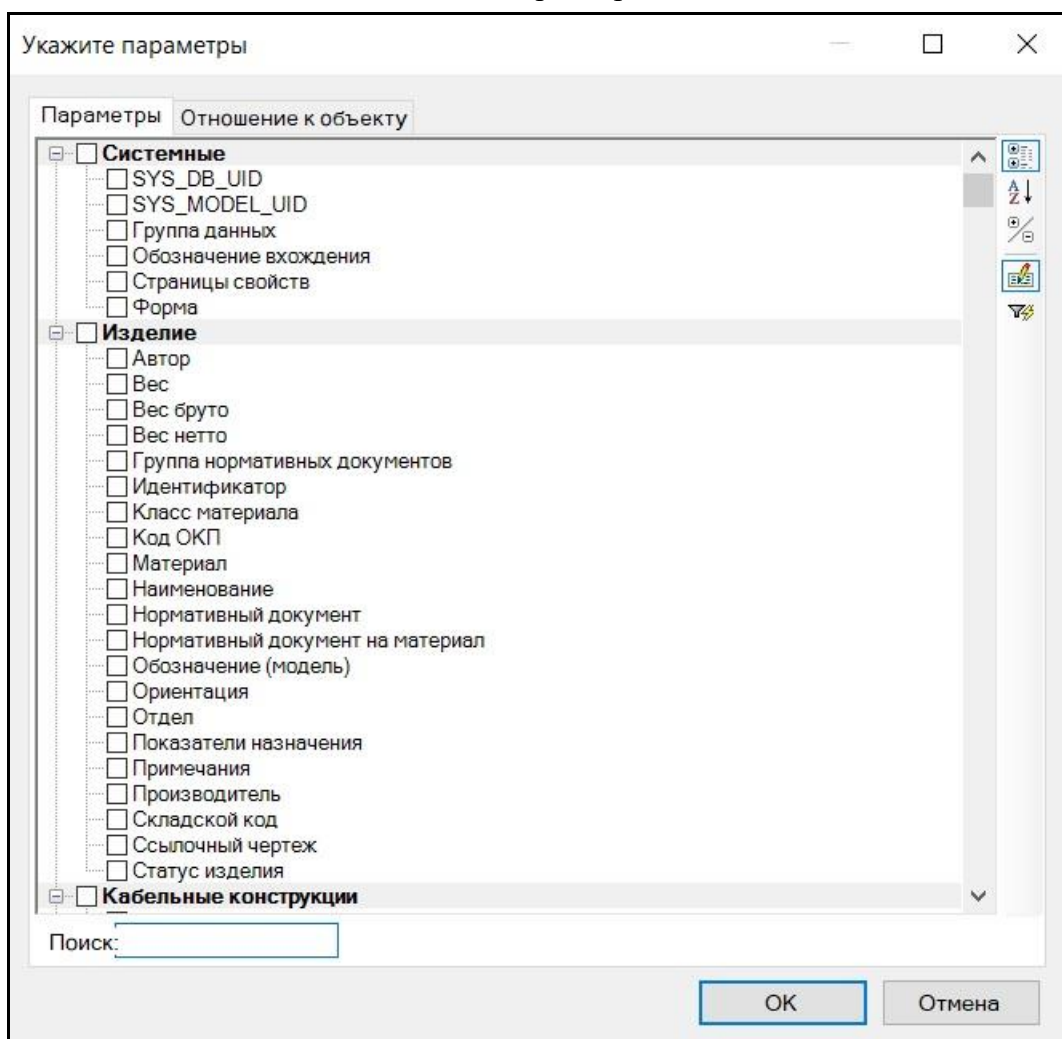 Укажите параметры
Параметры
Отношение к объекту
Системные
SYS_DB_UID
SYS_MODEL_UID
Группа данных
Обозначение вхождения
Страницы свойств
Форма
Изделие
Автор
Вес
Вес бруто
Вес нетто
Группа нормативных документов
Идентификатор
Класс материала
Код ОКП
Материал
Наименование
Нормативный документ
Нормативный документ на материал
Обозначение (модель)
Ориентация
Отдел
Показатели назначения
Примечания
Производитель
Складской код
Ссылочный чертеж
Статус изделия
Кабельные конструкции
Поиск:
OK
Отмена